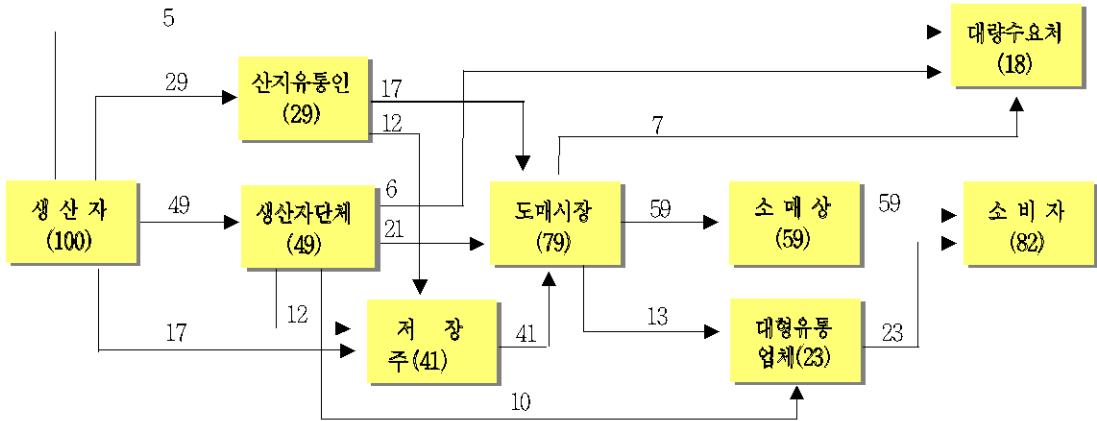 5
대량수요처
(18)
29
산지유통인
(29)
17
12
7
생 산 자
(100)
49
생산자단체
(49)
6
21
도매시장
(79)
59
소 매 상
(59)
59
소 비 자
(82)
12
17
저 장
주(41)
41
13
대형유통
업체(23)
23
10